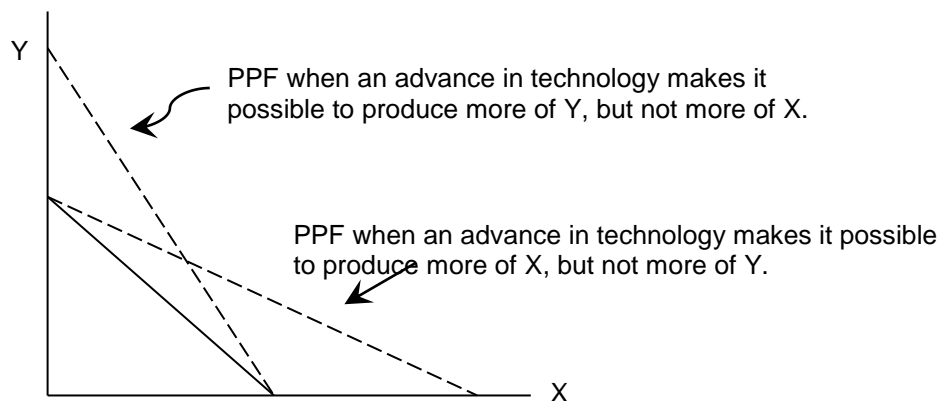 Y
PPF when an advance in technology makes it
possible to produce more of Y, but not more of X.
PPF when an advance in technology makes it possible
to produce more of X, but not more of Y.
X